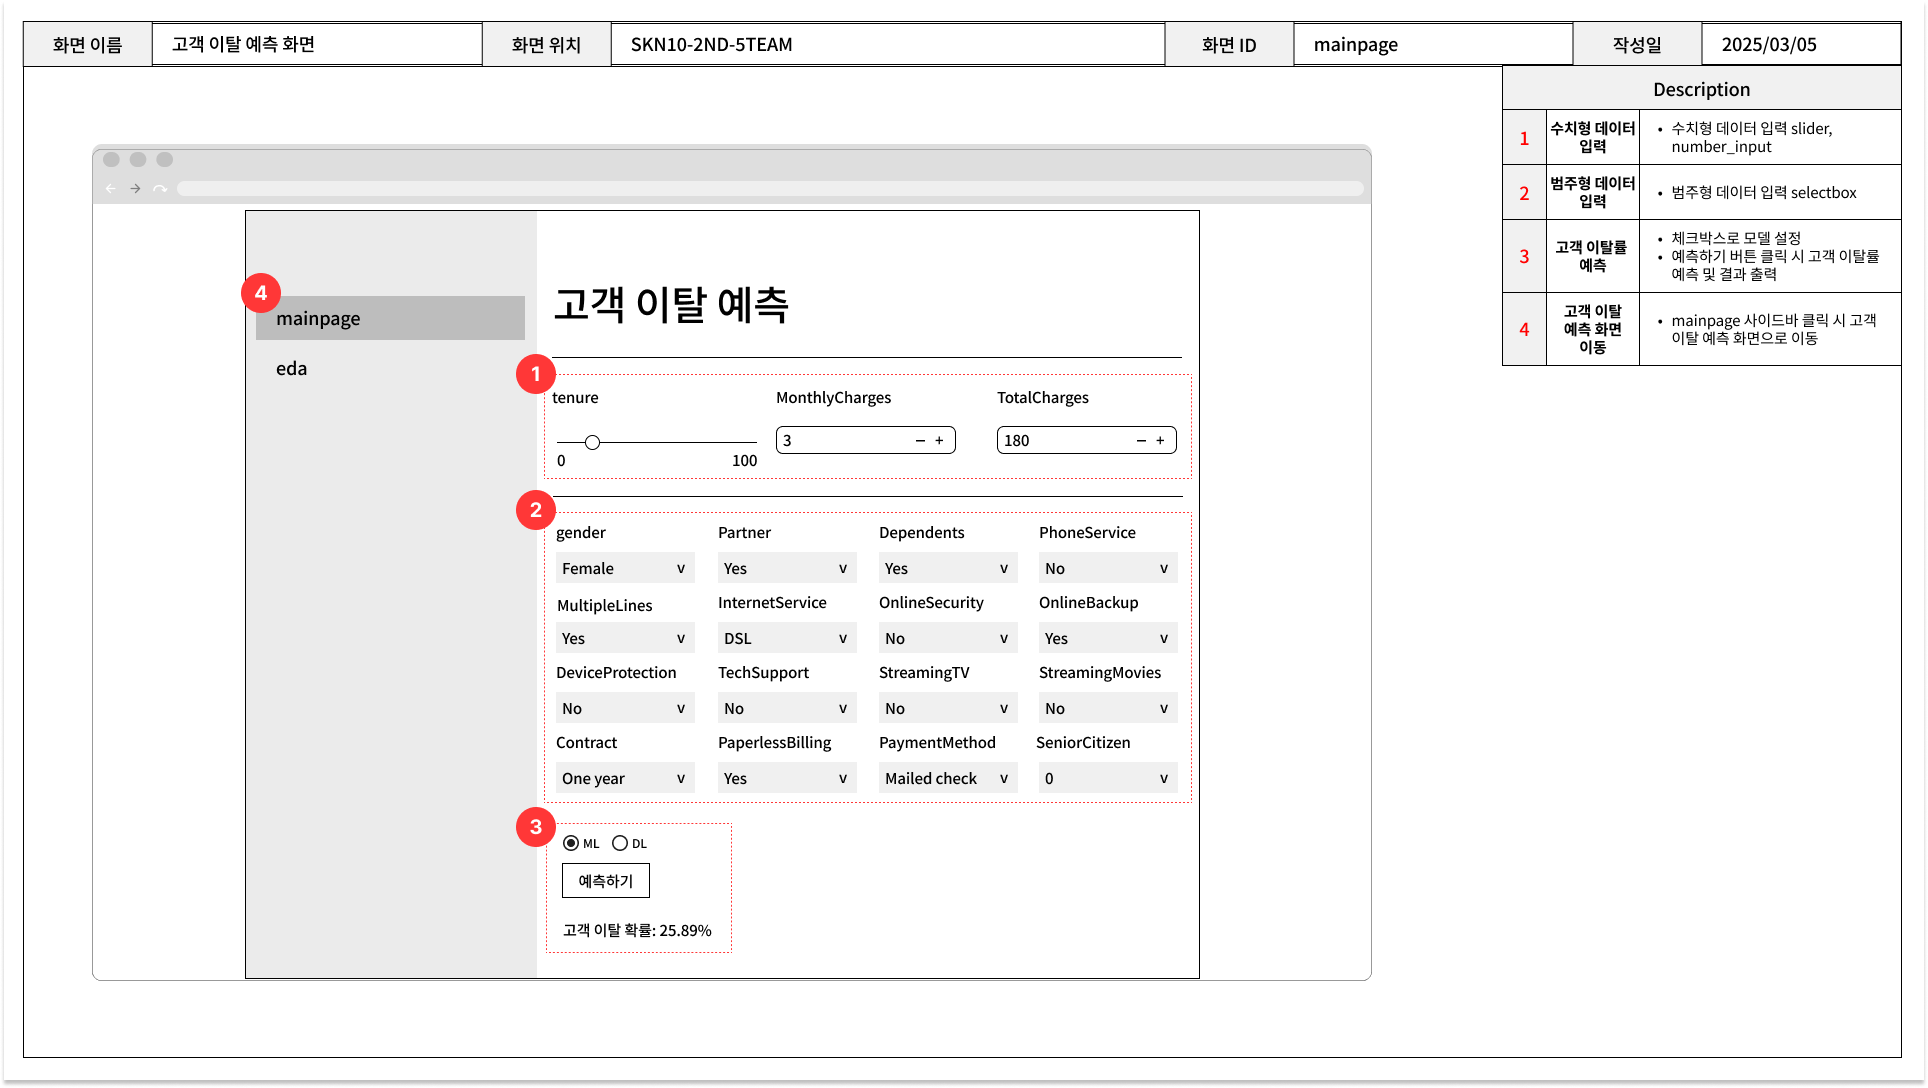 화면 이름 고객 이탈 예측 화면 화면 위치 SKN10-2ND-5TEAM 화면 ID mainpage 작성일 2025/03/05
Description
1 수치형 데이터 입력
• 수치형 데이터 입력 slider,
number_input
2 범주형 데이터 입력
• 범주형 데이터 입력 selectbox
3 고객 이탈률 예측
• 체크박스로 모델 설정
• 예측하기 버튼 클릭 시 고객 이탈률
예측 및 결과 출력
4 고객 이탈 예측 화면 이동
• mainpage 사이드바 클릭 시 고객
이탈 예측 화면으로 이동
4
mainpage
eda
고객 이탈 예측
1
tenure MonthlyCharges TotalCharges
3 − + 180 − +
0 100
2
gender Partner Dependents PhoneService
Female v Yes v Yes v No v
MultipleLines InternetService OnlineSecurity OnlineBackup
Yes v DSL v No v Yes v
DeviceProtection TechSupport StreamingTV StreamingMovies
No v No v No v No v
Contract PaperlessBilling PaymentMethod SeniorCitizen
One year v Yes v Mailed check v 0 v
3
ML DL
예측하기
고객 이탈 확률: 25.89%